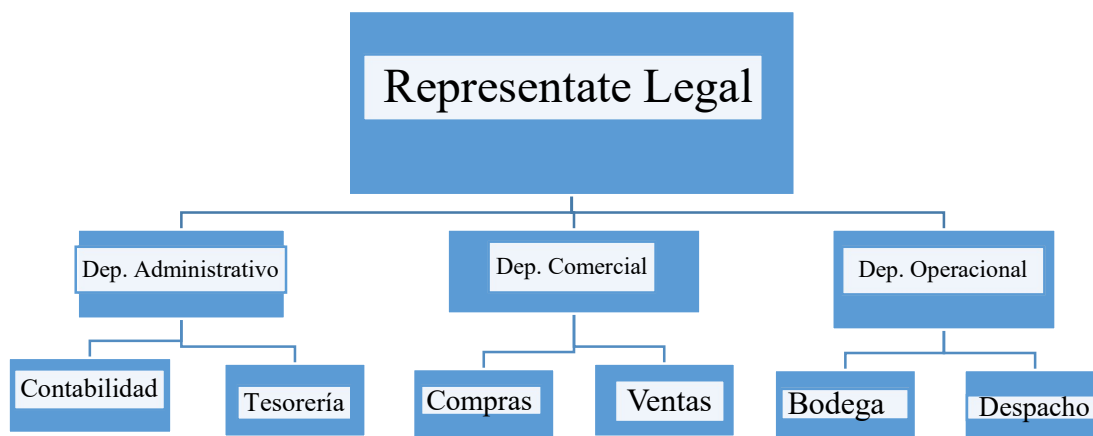 Representate Legal
Dep. Administrativo
Dep. Comercial
Dep. Operacional
Contabilidad
Tesorería
Compras
Ventas
Bodega
Despacho